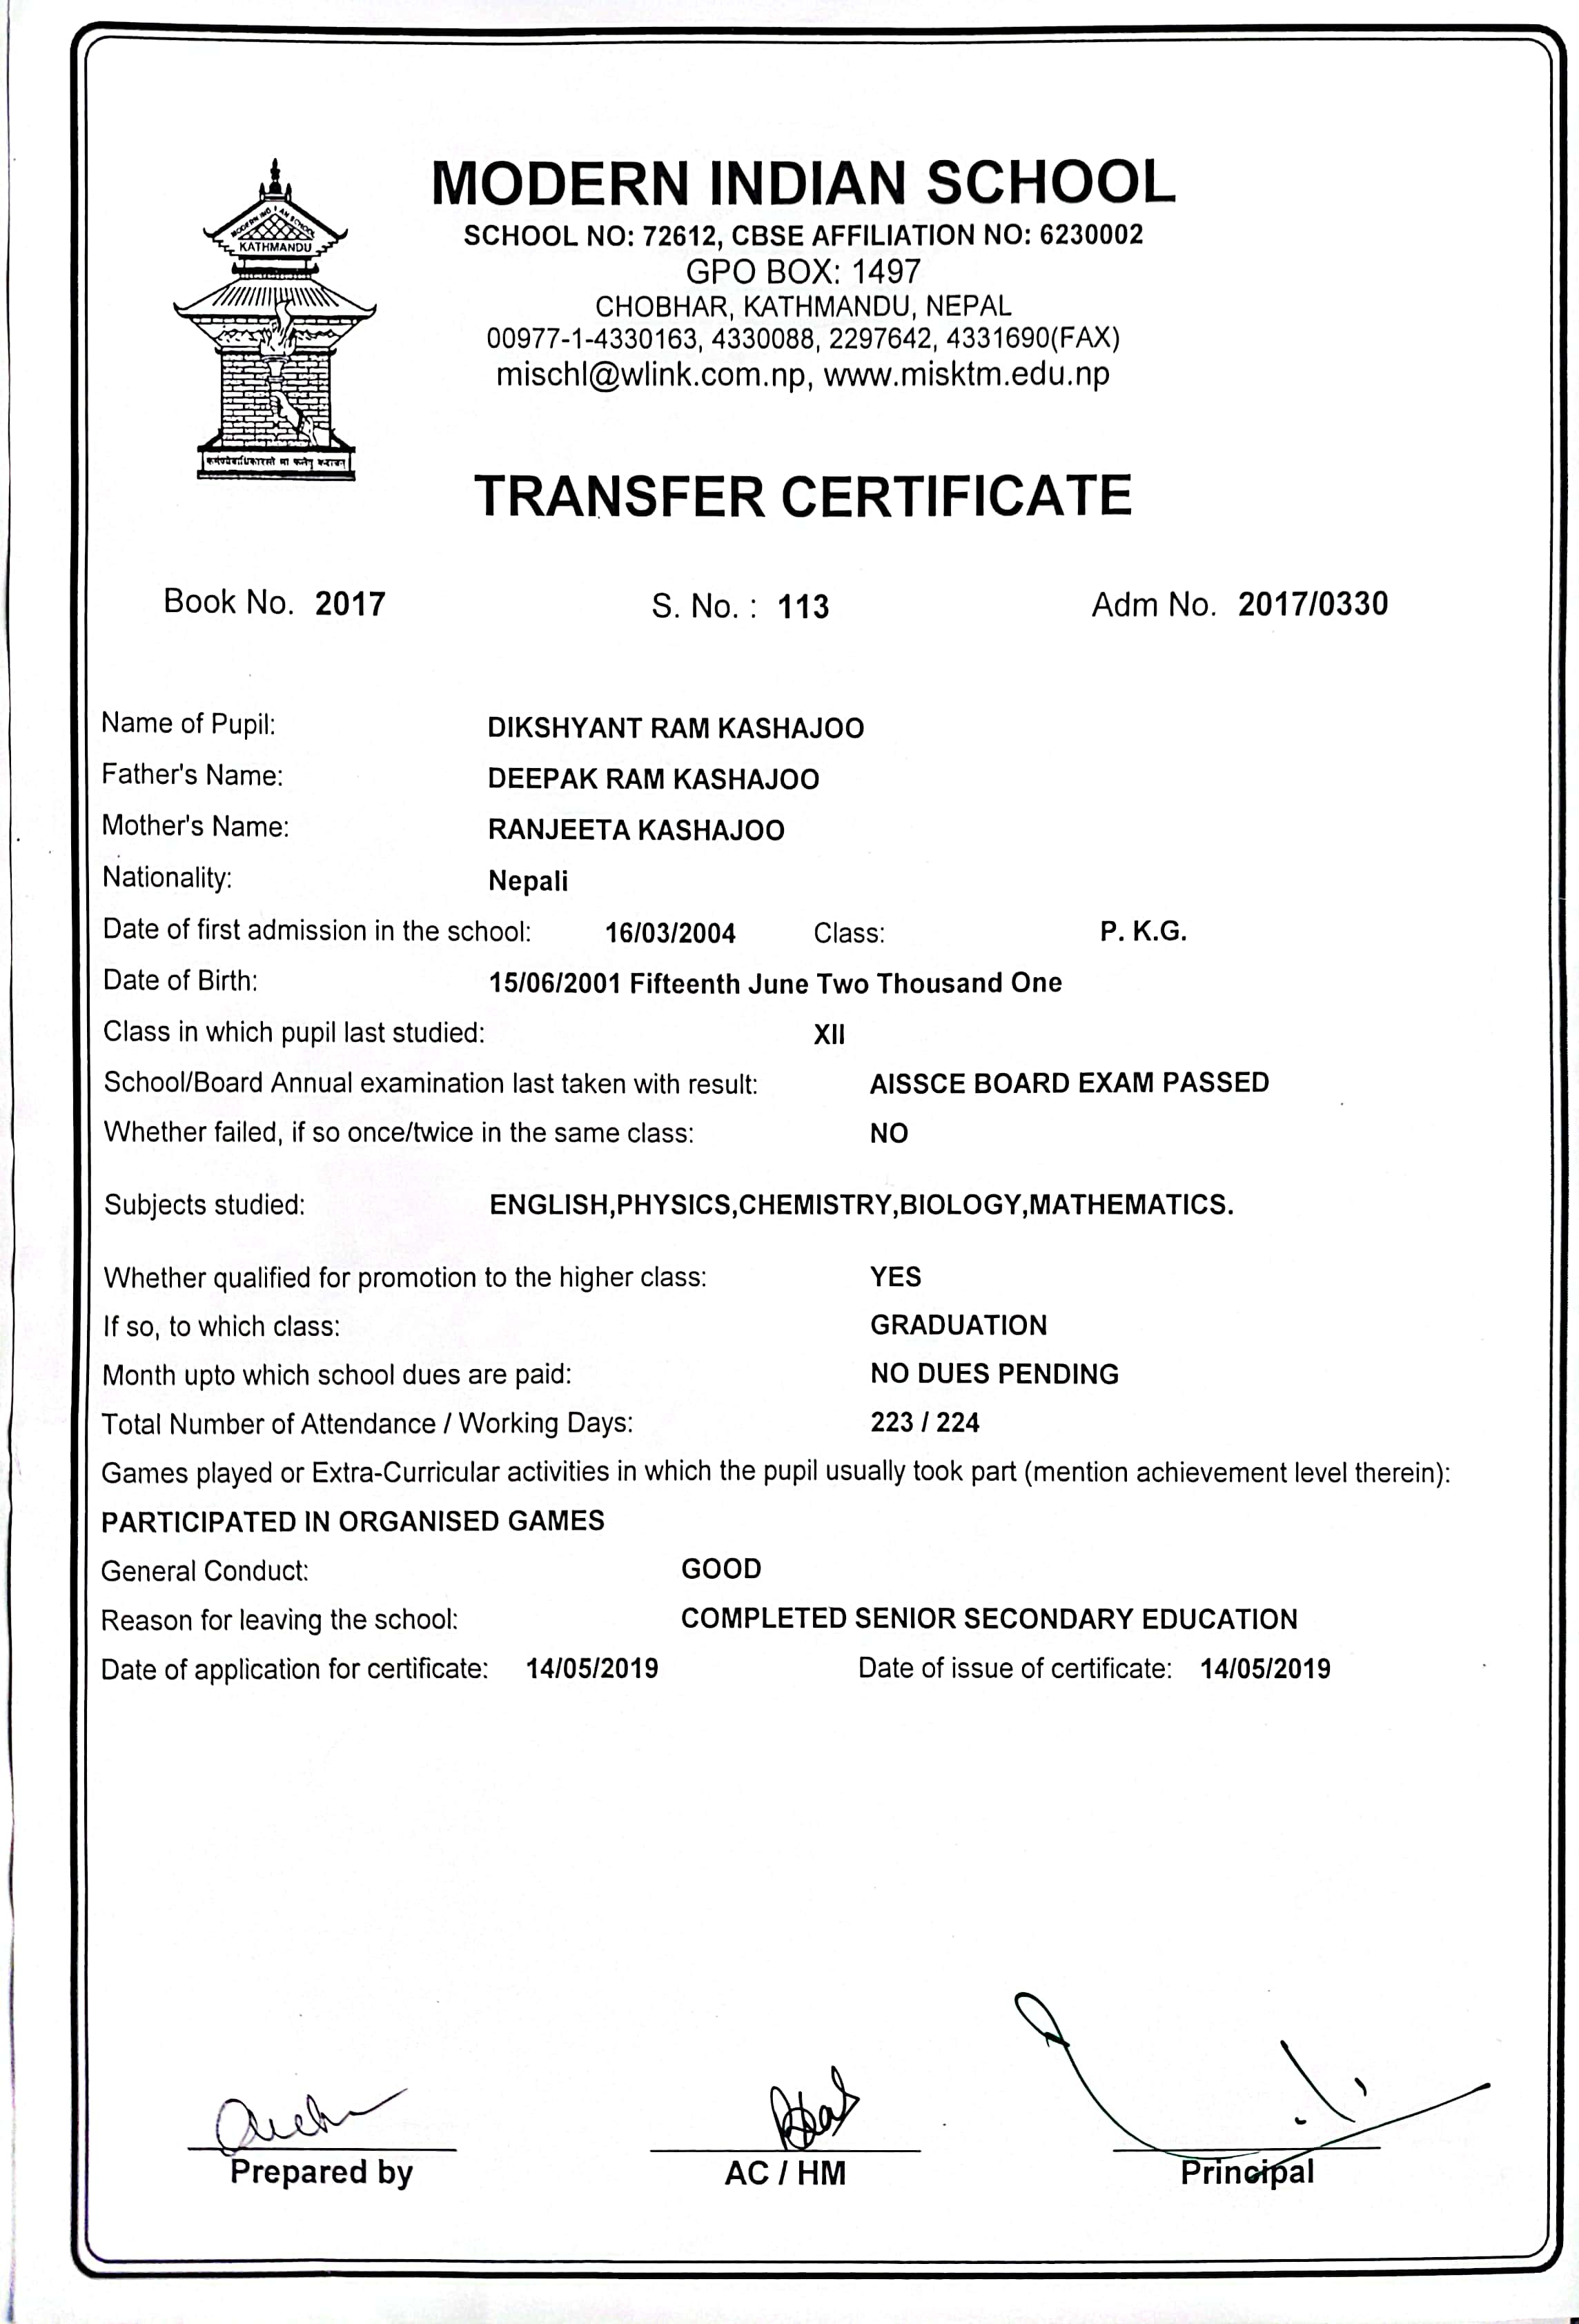 MODERN INDIAN SCHOOL
KATHMANDU
MODERN INDIAN SCHOOL
SCHOOL NO: 72612, CBSE AFFILIATION NO: 6230002
GPO BOX: 1497
CHOBHAR, KATHMANDU, NEPAL
00977-1-4330163, 4330088, 2297642, 4331690(FAX)
mischl@wlink.com.np, www.misktm.edu.np
TRANSFER CERTIFICATE
Book No. 2017 S. No. : 113 Adm No. 2017/0330
Name of Pupil: DIKSHYANT RAM KASHAJOO
Father's Name: DEEPAK RAM KASHAJOO
Mother's Name: RANJEETA KASHAJOO
Nationality: Nepali
Date of first admission in the school: 16/03/2004 Class: P. K.G.
Date of Birth: 15/06/2001 Fifteenth June Two Thousand One
Class in which pupil last studied: XII
School/Board Annual examination last taken with result: AISSCE BOARD EXAM PASSED
Whether failed, if so once/twice in the same class: NO
Subjects studied: ENGLISH,PHYSICS,CHEMISTRY,BIOLOGY,MATHEMATICS.
Whether qualified for promotion to the higher class: YES
If so, to which class: GRADUATION
Month upto which school dues are paid: NO DUES PENDING
Total Number of Attendance / Working Days: 223 / 224
Games played or Extra-Curricular activities in which the pupil usually took part (mention achievement level therein):
PARTICIPATED IN ORGANISED GAMES
General Conduct: GOOD
Reason for leaving the school: COMPLETED SENIOR SECONDARY EDUCATION
Date of application for certificate: 14/05/2019 Date of issue of certificate: 14/05/2019
Prepared by AC / HM Principal